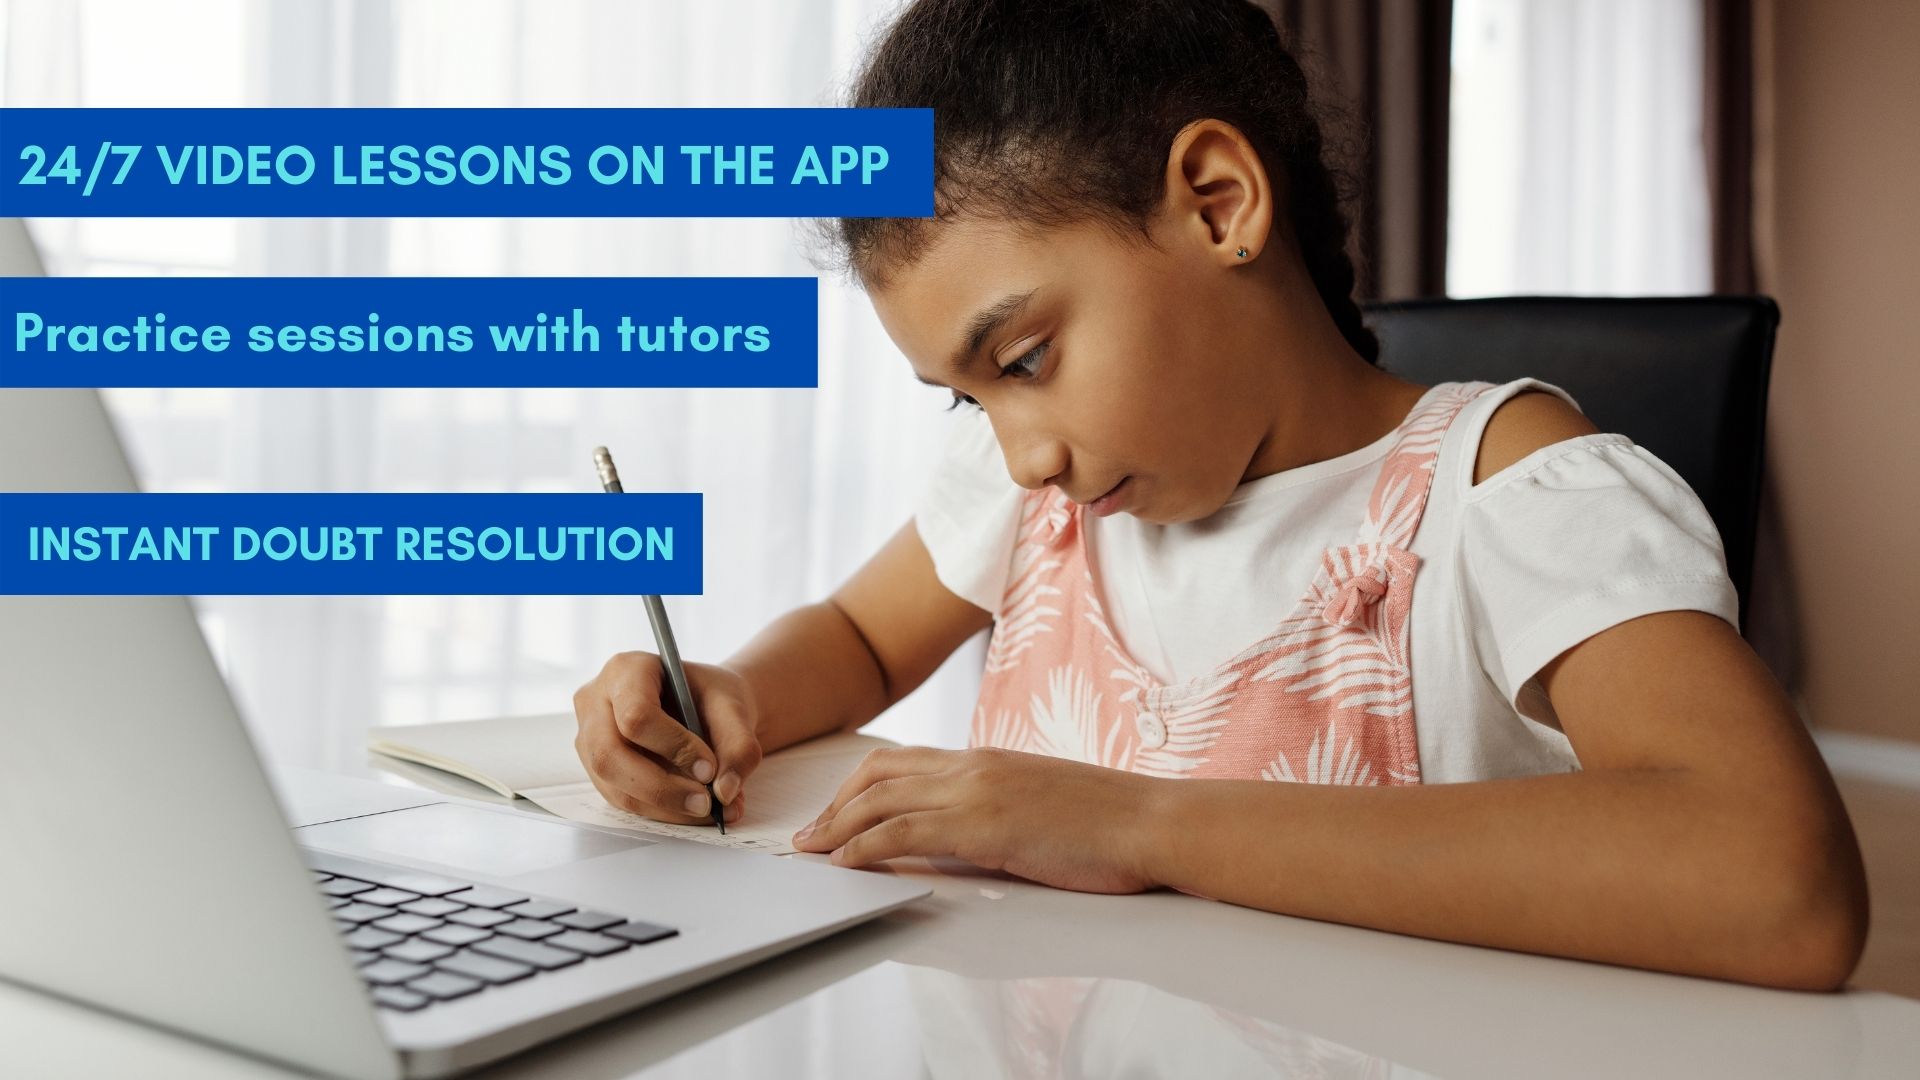 24/7 VIDEO LESSONS ON THE APP
Practice sessions with tutors
INSTANT DOUBT RESOLUTION